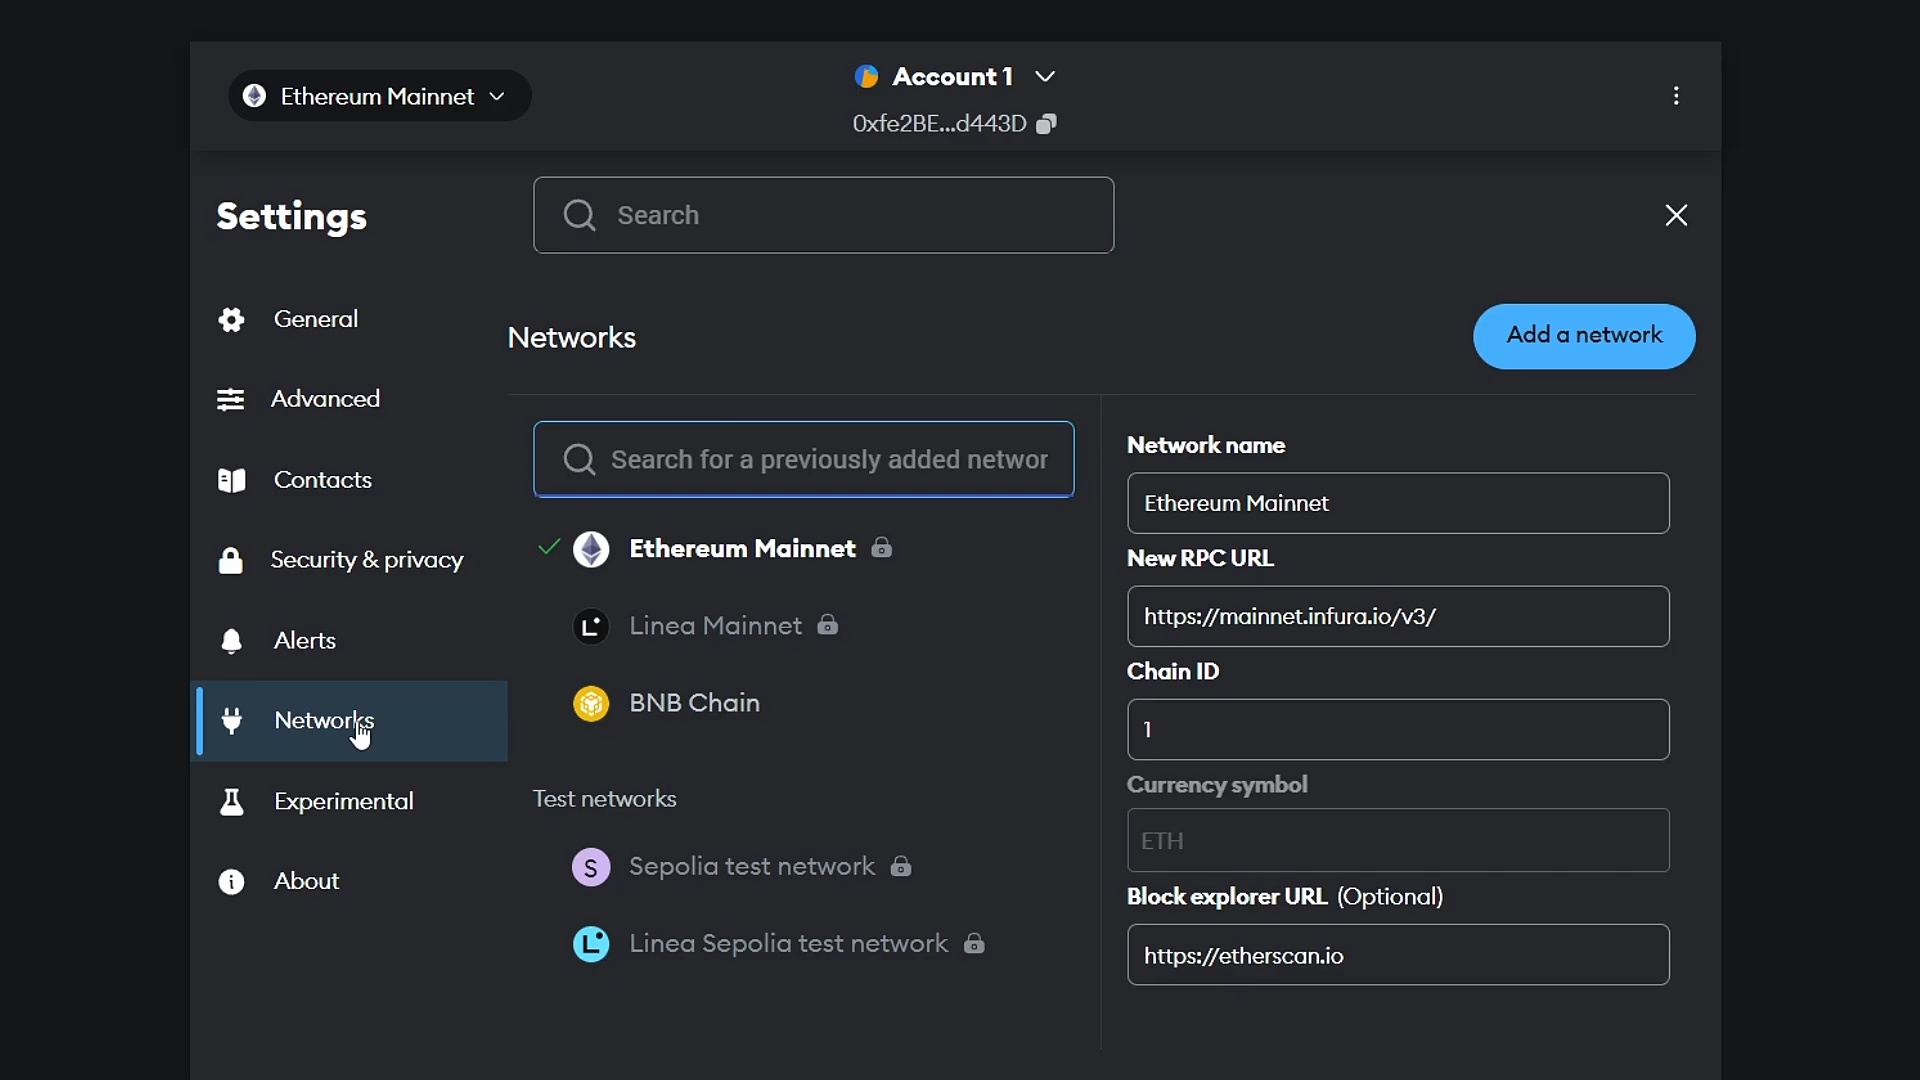 Ethereum Mainnet
Account 1
0xfe2BE...d443D
Settings
Search
General
Advanced
Contacts
Security & privacy
Alerts
Networks
Experimental
About
Networks
Add a network
Search for a previously added networ
Ethereum Mainnet
L
Linea Mainnet
BNB Chain
Test networks
S
Sepolia test network
L
Linea Sepolia test network
Network name
Ethereum Mainnet
New RPC URL
https://mainnet.infura.io/v3/
Chain ID
1
Currency symbol
ETH
Block explorer URL (Optional)
https://etherscan.io